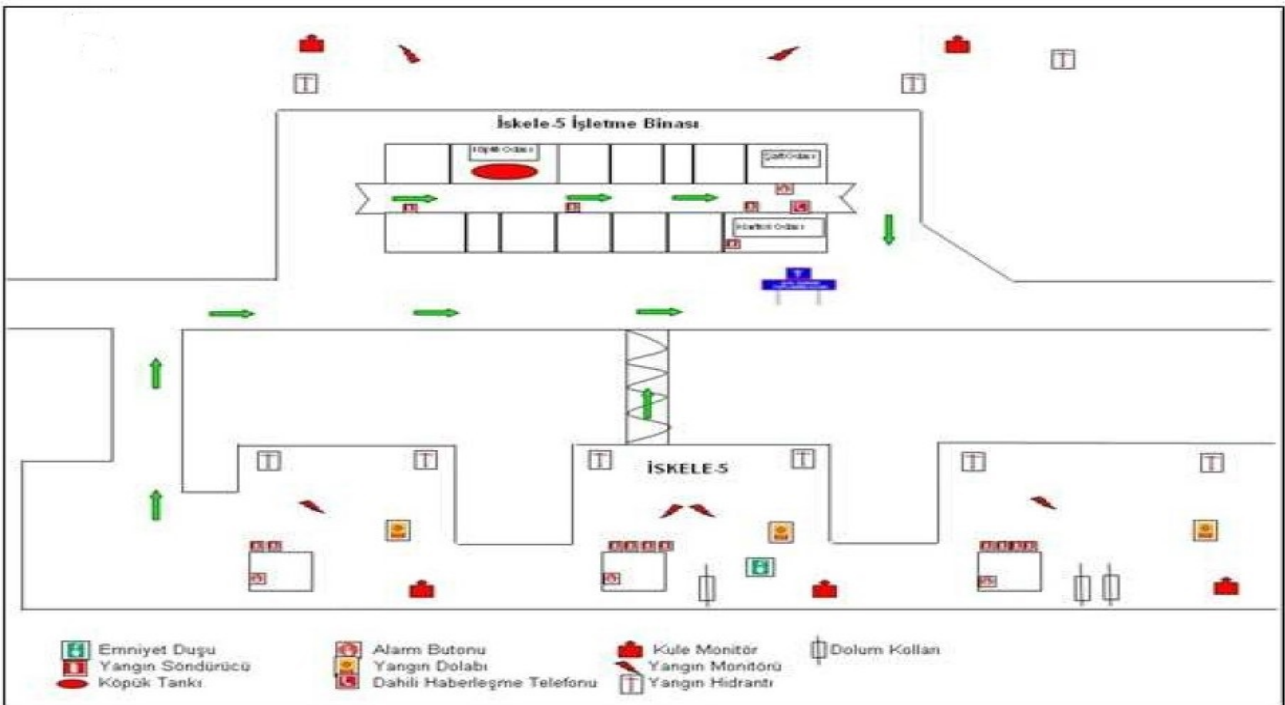 İskele-5 İşletme Binası
Köpük Odası
Şarj Odası
Kontrol Odası
İSKELE-5
Emniyet Duşu
Yangın Söndürücü
Köpük Tankı
Alarm Butonu
Yangın Dolabı
Dahili Haberleşme Telefonu
Kule Monitör
Yangın Monitörü
Yangın Hidrantı
Dolum Kolları